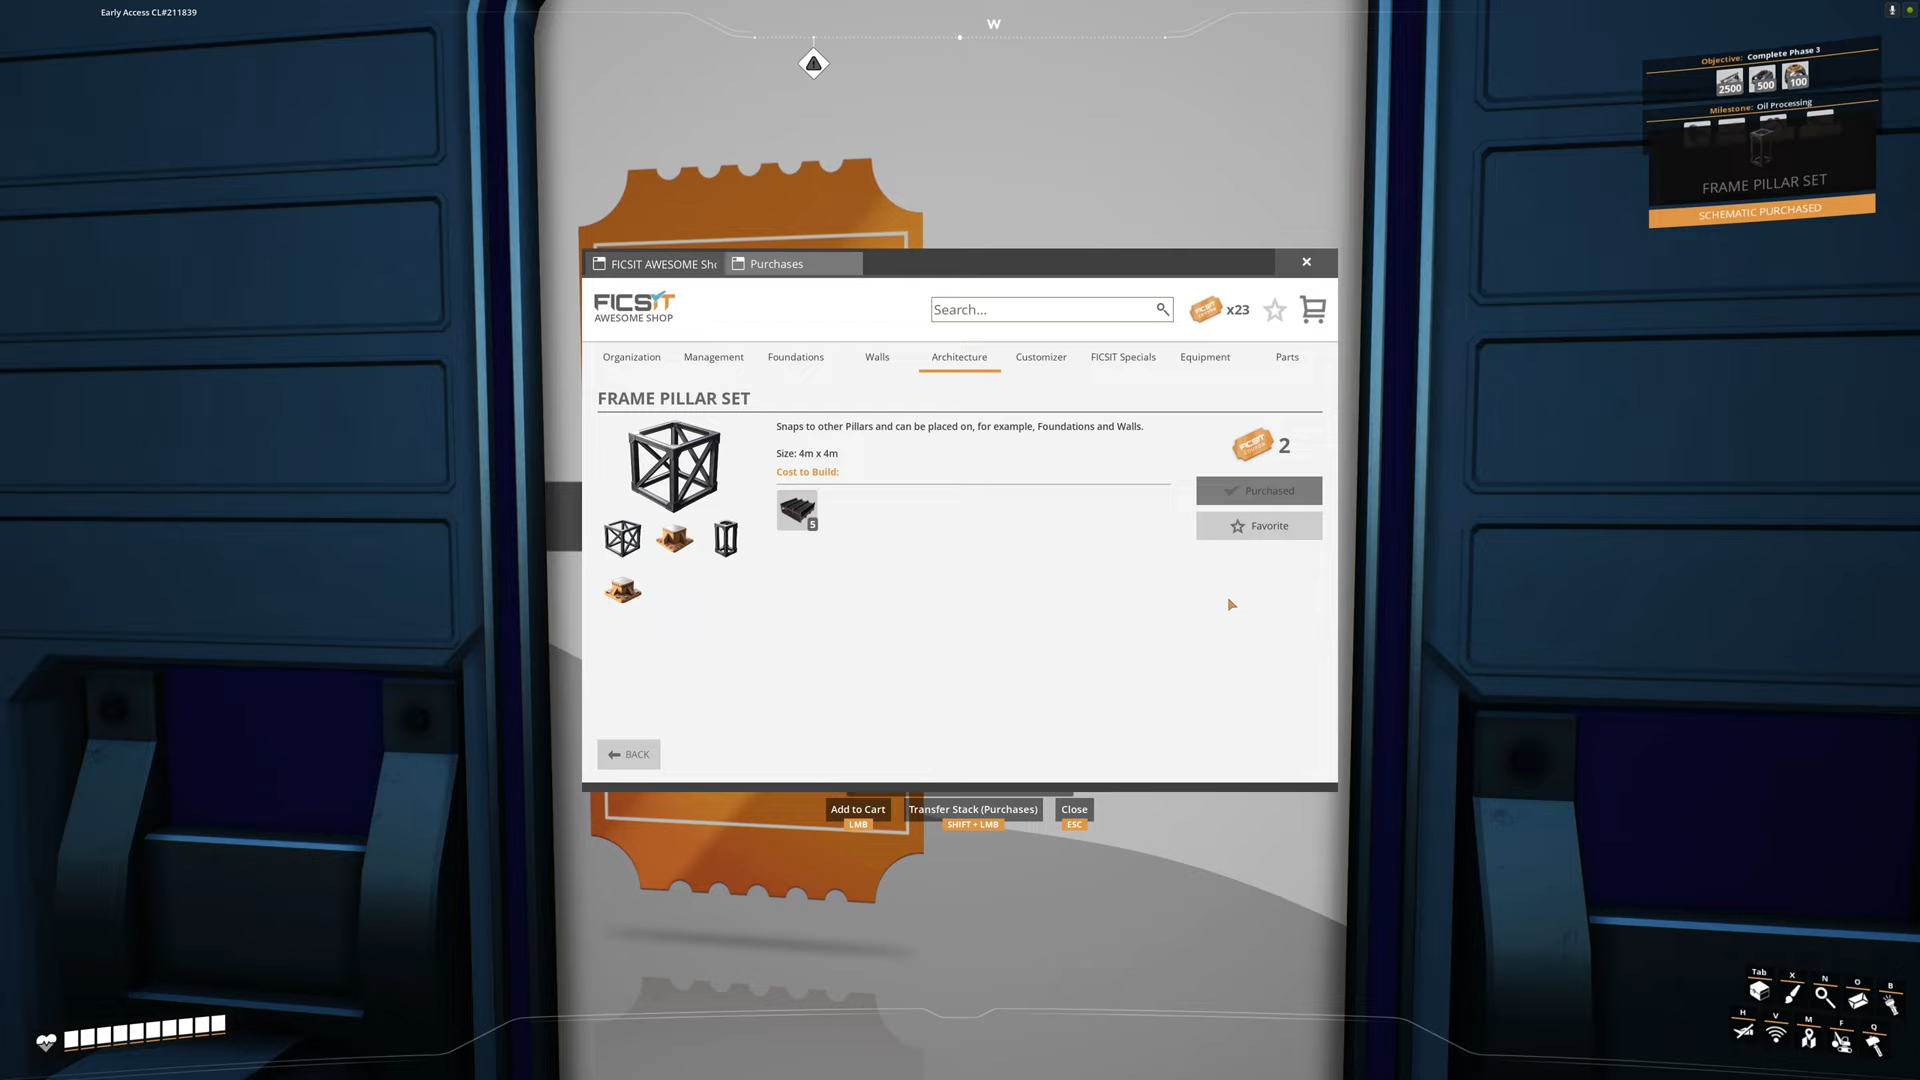 Early Access CL#211839
W
Objective: Complete Phase 3
2500 500 100
Milestone: Oil Processing
FRAME PILLAR SET
SCHEMATIC PURCHASED
FICSIT AWESOME Sh
Purchases
FICSIT
AWESOME SHOP
Search...
x23
Organization
Management
Foundations
Walls
Architecture
Customizer
FICSIT Specials
Equipment
Parts
FRAME PILLAR SET
Snaps to other Pillars and can be placed on, for example, Foundations and Walls.
Size: 4m x 4m
Cost to Build:
5
2
Purchased
Favorite
BACK
Add to Cart
LMB
Transfer Stack (Purchases)
SHIFT + LMB
Close
ESC
Tab X N O B
H V M F Q